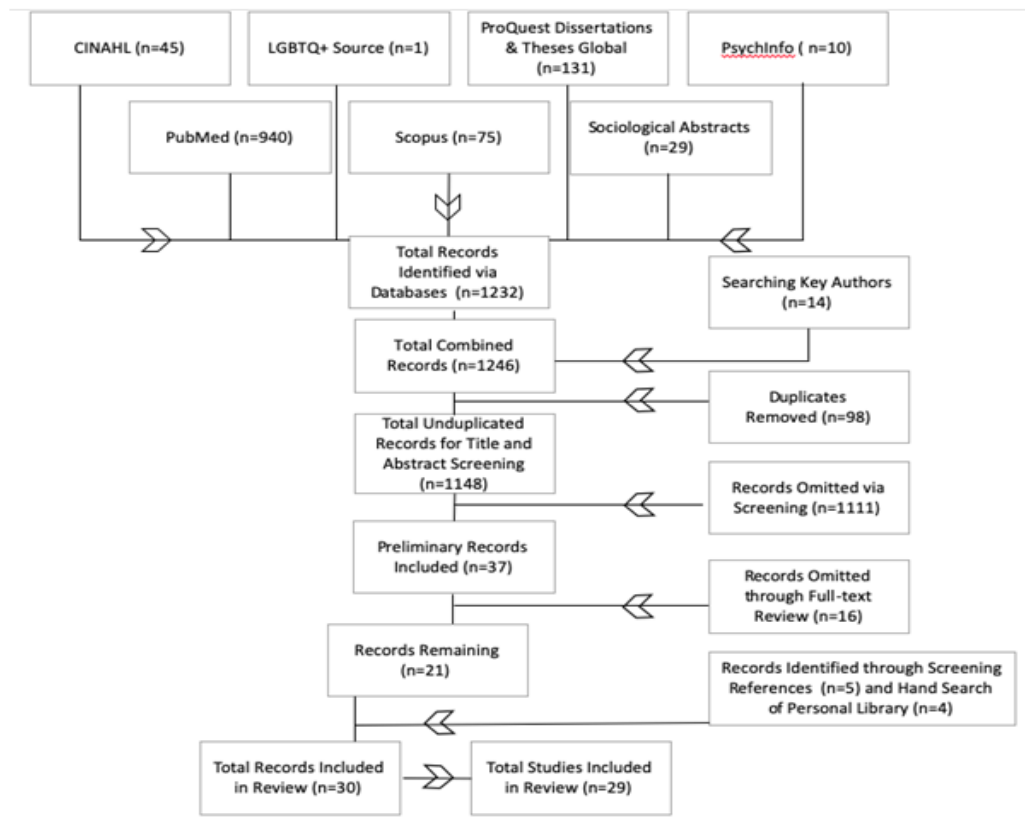 CINAHL (n=45)
LGBTQ+ Source (n=1)
ProQuest Dissertations
& Theses Global
(n=131)
PsychInfo ( n=10)
PubMed (n=940)
Scopus (n=75)
Sociological Abstracts
(n=29)
Total Records
Identified via
Databases (n=1232)
Searching Key Authors
(n=14)
Total Combined
Records (n=1246)
Duplicates
Removed (n=98)
Total Unduplicated
Records for Title and
Abstract Screening
(n=1148)
Records Omitted via
Screening (n=1111)
Preliminary Records
Included (n=37)
Records Omitted
through Full-text
Review (n=16)
Records Remaining
(n=21)
Records Identified through Screening
References (n=5) and Hand Search
of Personal Library (n=4)
Total Records Included
in Review (n=30)
Total Studies Included
in Review (n=29)